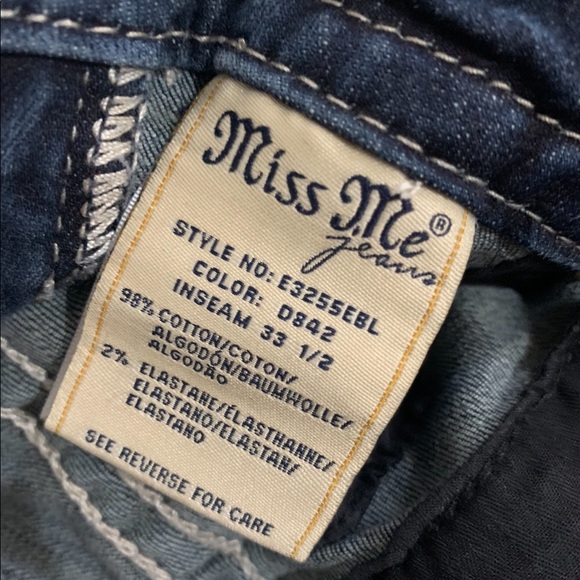 Miss Me®
jeans
STYLE NO: E3255EBL
COLOR: D842
INSEAM 33 1/2
98% COTTON/COTON/
ALGODÓN/BAUMWOLLE/
ALGODÃO
2% ELASTANE/ÉLASTHANNE/
ELASTANO/ELASTAN/
ELASTANO
SEE REVERSE FOR CARE